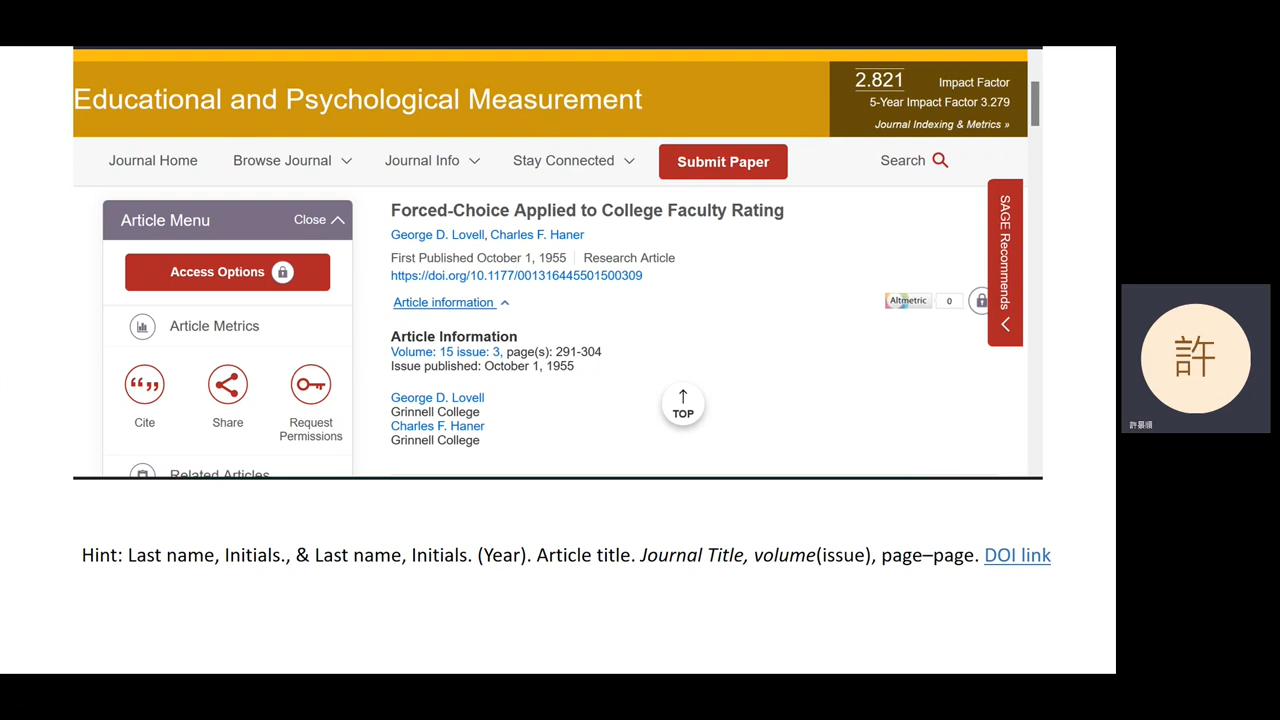 Educational and Psychological Measurement
2.821 Impact Factor
5-Year Impact Factor 3.279
Journal Indexing & Metrics »
Journal Home Browse Journal Journal Info Stay Connected Submit Paper Search
Article Menu Close
Access Options
Article Metrics
Cite Share Request Permissions
Related Articles
Forced-Choice Applied to College Faculty Rating
George D. Lovell, Charles F. Haner
First Published October 1, 1955 Research Article
https://doi.org/10.1177/001316445501500309
Article information
Altmetric 0
Article Information
Volume: 15 issue: 3, page(s): 291-304
Issue published: October 1, 1955
George D. Lovell
Grinnell College
Charles F. Haner
Grinnell College
↑
TOP
SAGE Recommends
Hint: Last name, Initials., & Last name, Initials. (Year). Article title. Journal Title, volume(issue), page–page. DOI link
許
許景順